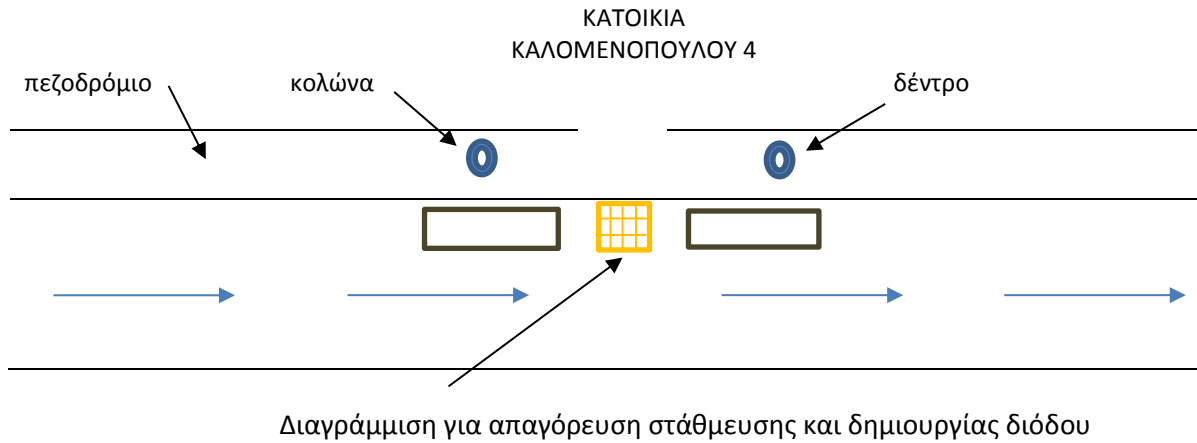 ΚΑΤΟΙΚΙΑ
ΚΑΛΟΜΕΝΟΠΟΥΛΟΥ 4
πεζοδρόμιο
κολώνα
δέντρο
Διαγράμμιση για απαγόρευση στάθμευσης και δημιουργίας διόδου